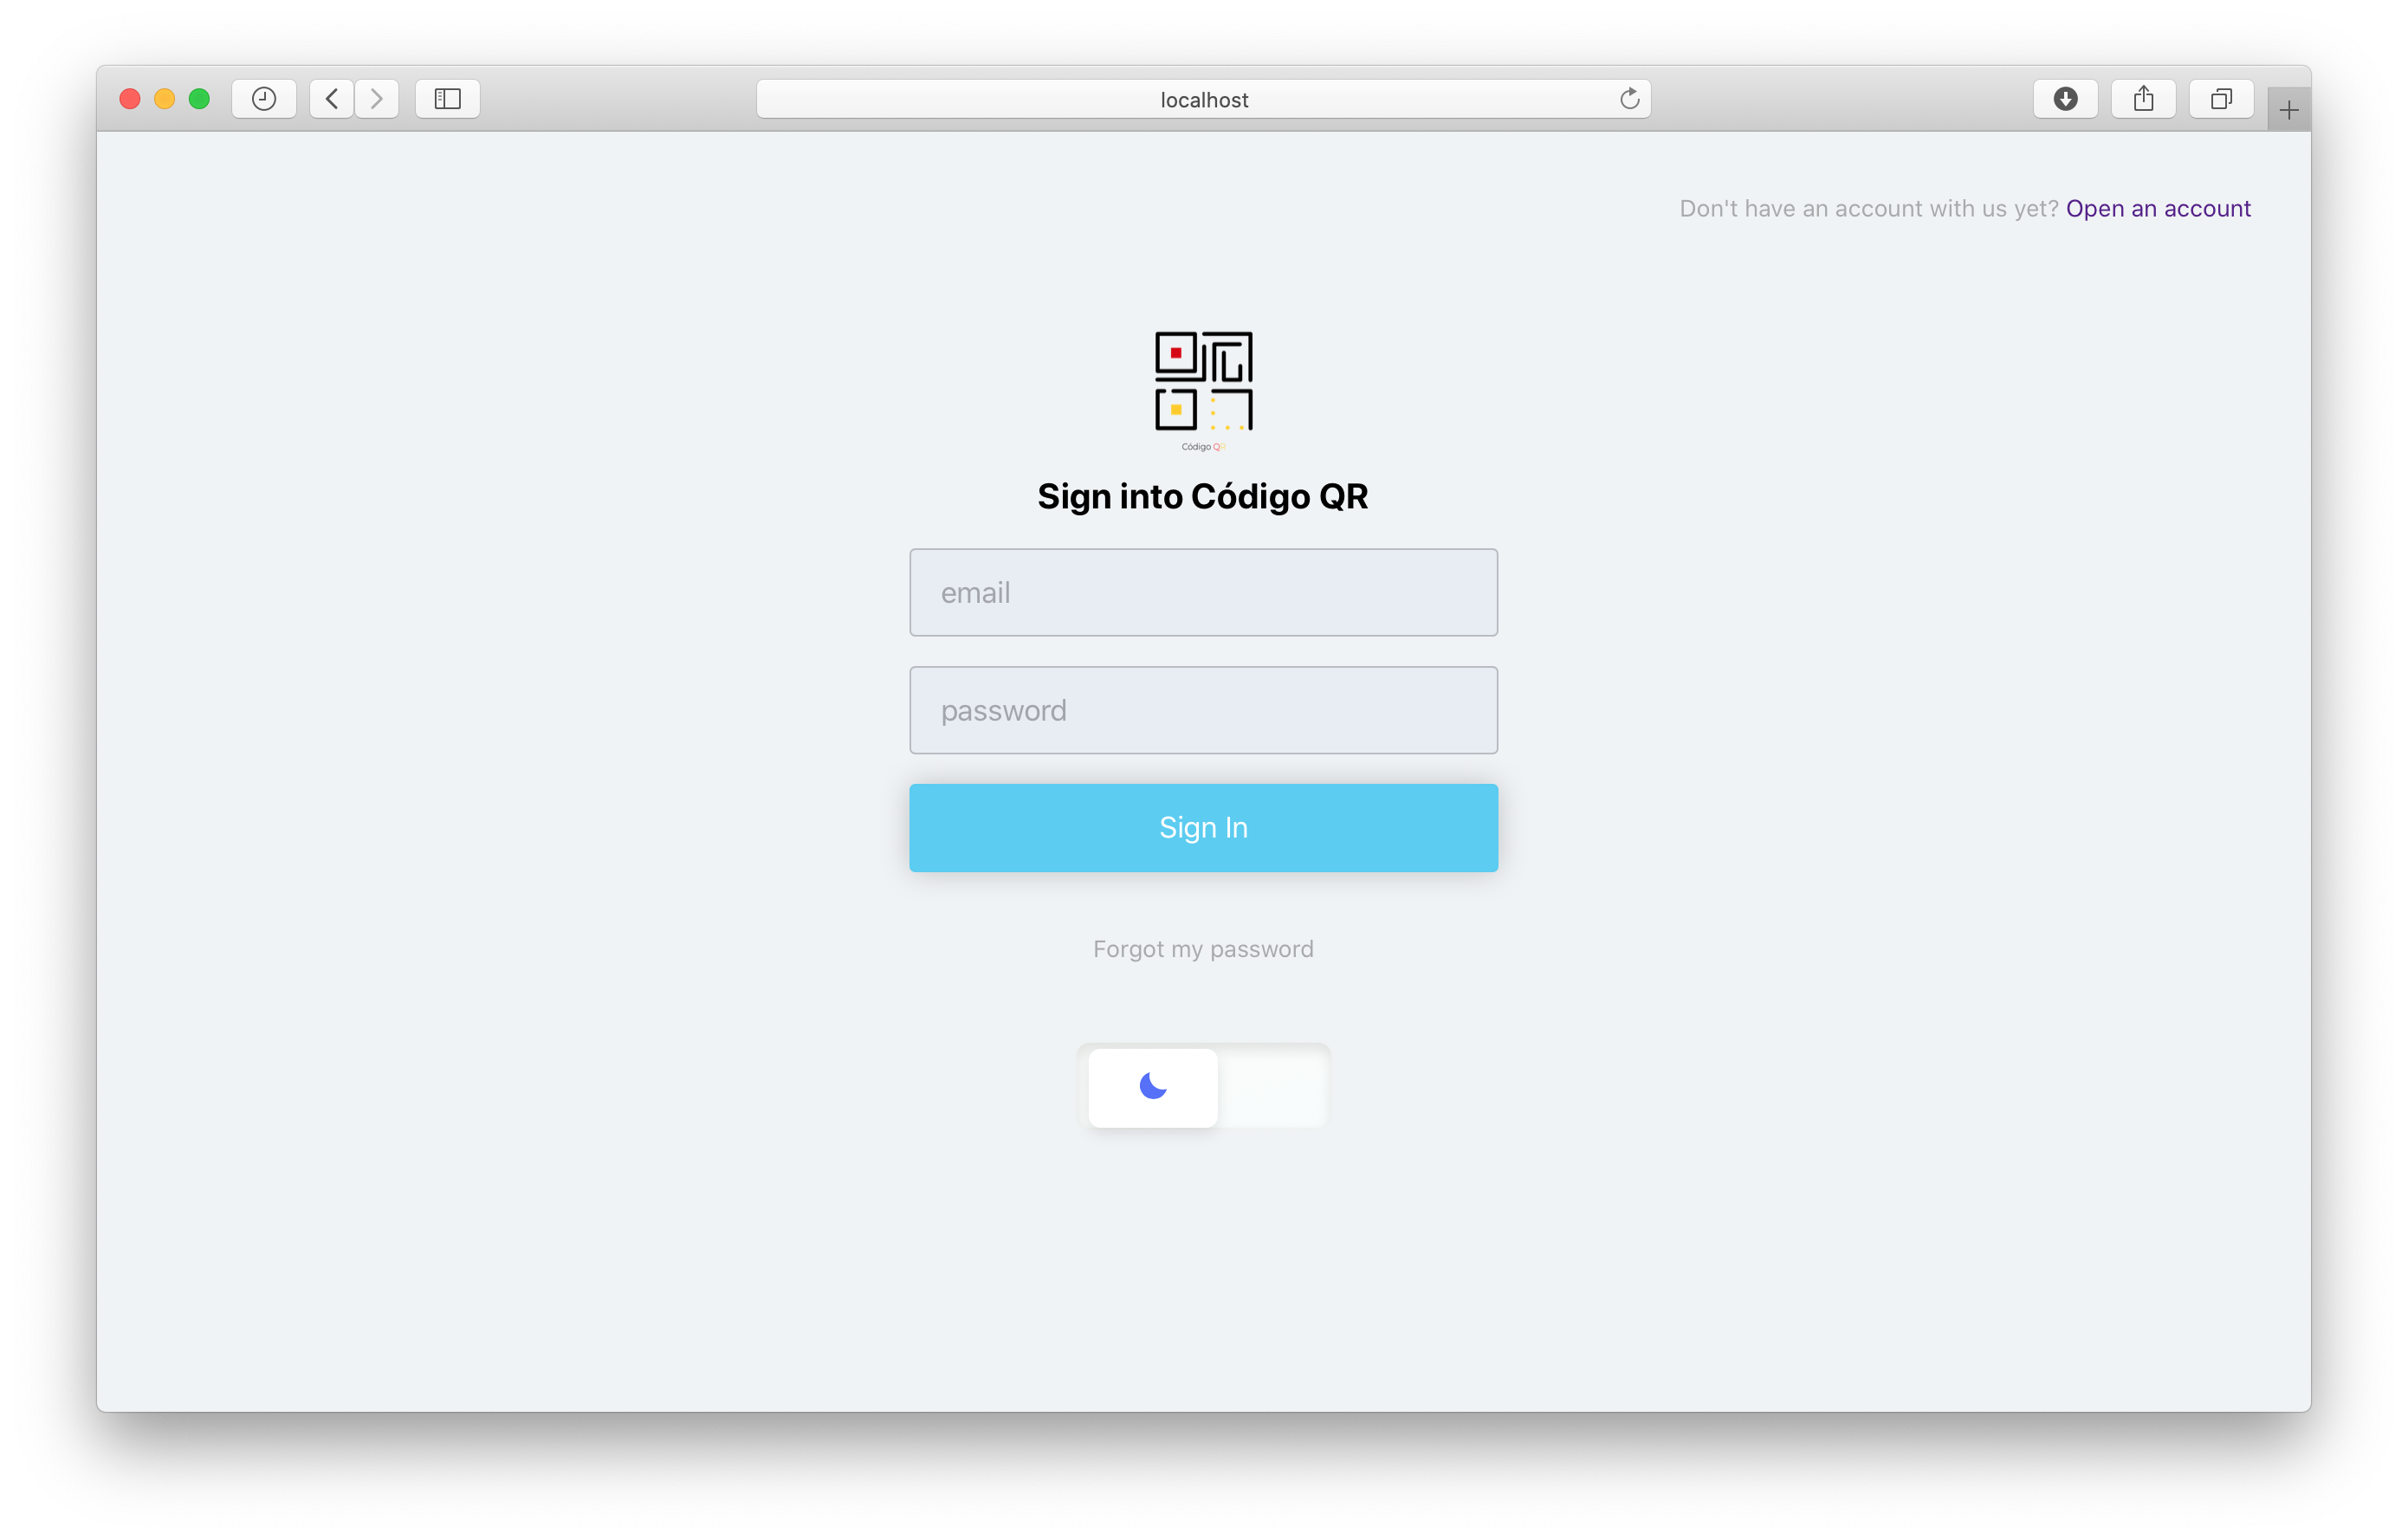 localhost
Don't have an account with us yet? Open an account
Código QR
Sign into Código QR
email
password
Sign In
Forgot my password